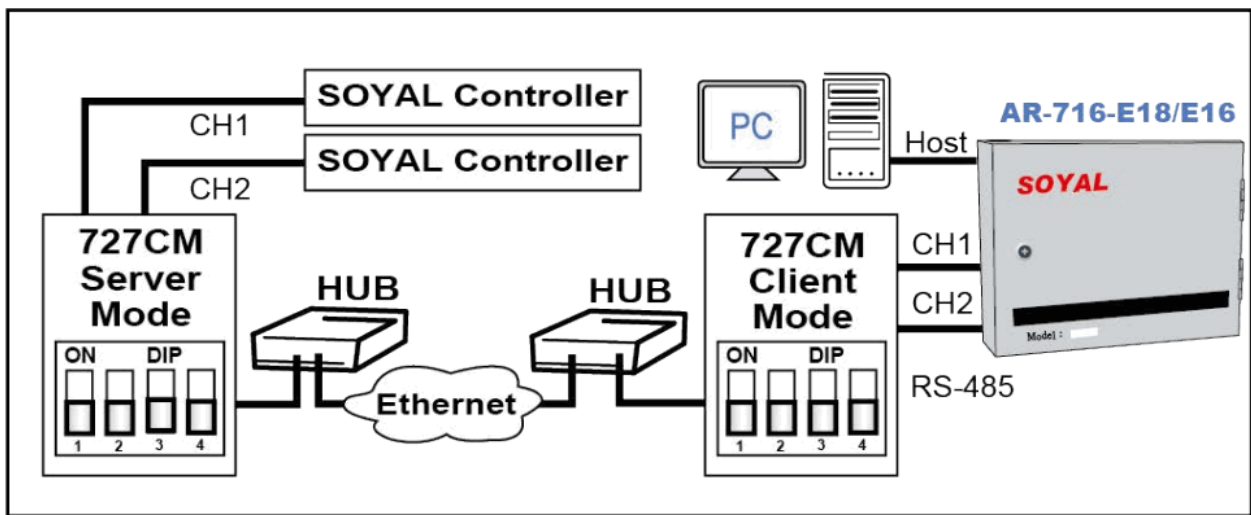 SOYAL Controller
CH1
SOYAL Controller
CH2
727CM
Server
Mode
ON DIP
1 2 3 4
HUB
Ethernet
HUB
PC
Host
AR-716-E18/E16
SOYAL
Model :
727CM
Client
Mode
ON DIP
1 2 3 4
CH1
CH2
RS-485